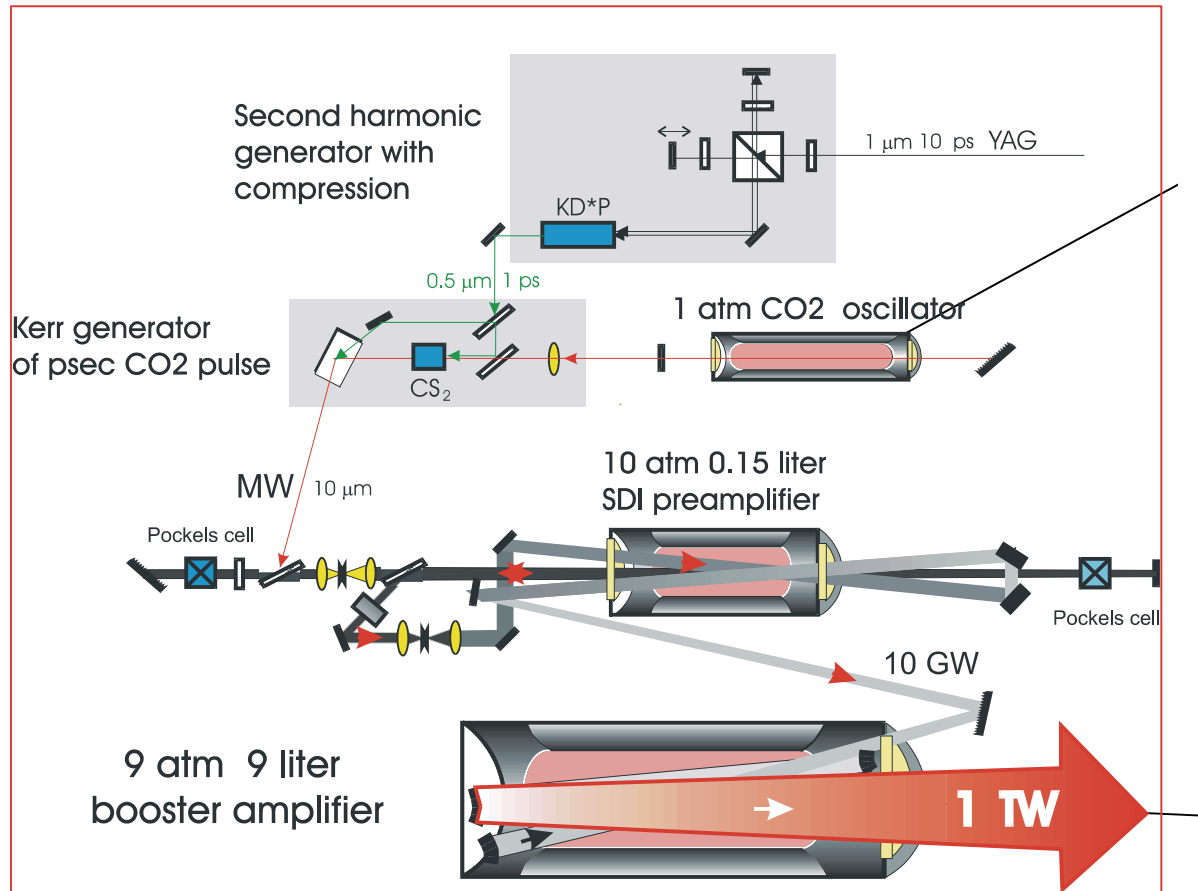 Second harmonic
generator with
compression
1 μm 10 ps YAG
KD*P
0.5 μm 1 ps
Kerr generator
of psec CO2 pulse
1 atm CO2 oscillator
CS₂
MW 10 μm
10 atm 0.15 liter
SDI preamplifier
Pockels cell
Pockels cell
10 GW
9 atm 9 liter
booster amplifier
1 TW